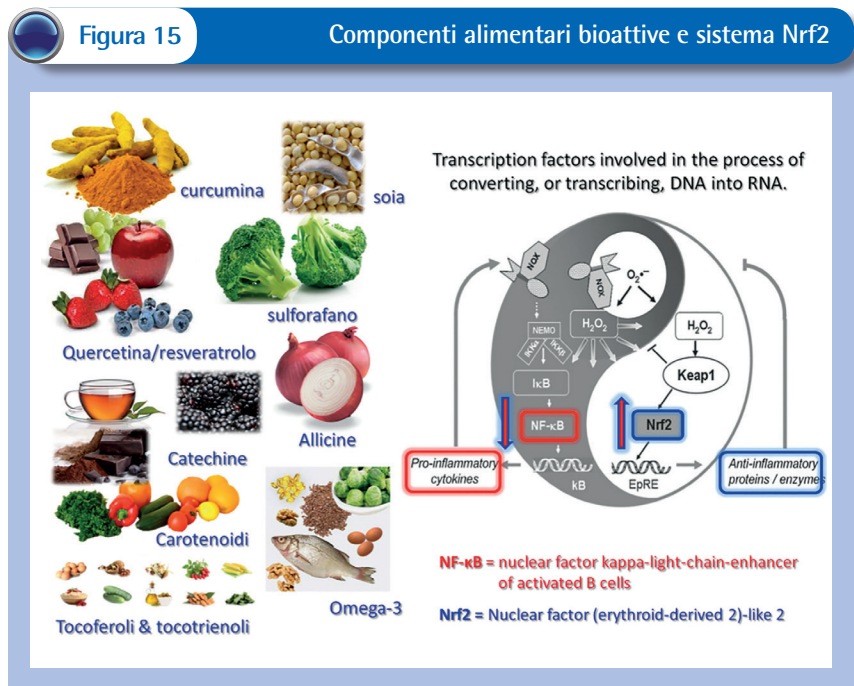 Figura 15
Componenti alimentari bioattive e sistema Nrf2
curcumina
soia
sulforafano
Quercetina/resveratrolo
Allicine
Catechine
Carotenoidi
Omega-3
Tocoferoli & tocotrienoli
Transcription factors involved in the process of
converting, or transcribing, DNA into RNA.
NOX
NOX
O₂•−
NEMO
IKKα
IKKβ
H₂O₂
H₂O₂
IκB
Keap1
NF-κB
Nrf2
Pro-inflammatory
cytokines
kB
EpRE
Anti-inflammatory
proteins / enzymes
NF-κB = nuclear factor kappa-light-chain-enhancer
of activated B cells
Nrf2 = Nuclear factor (erythroid-derived 2)-like 2